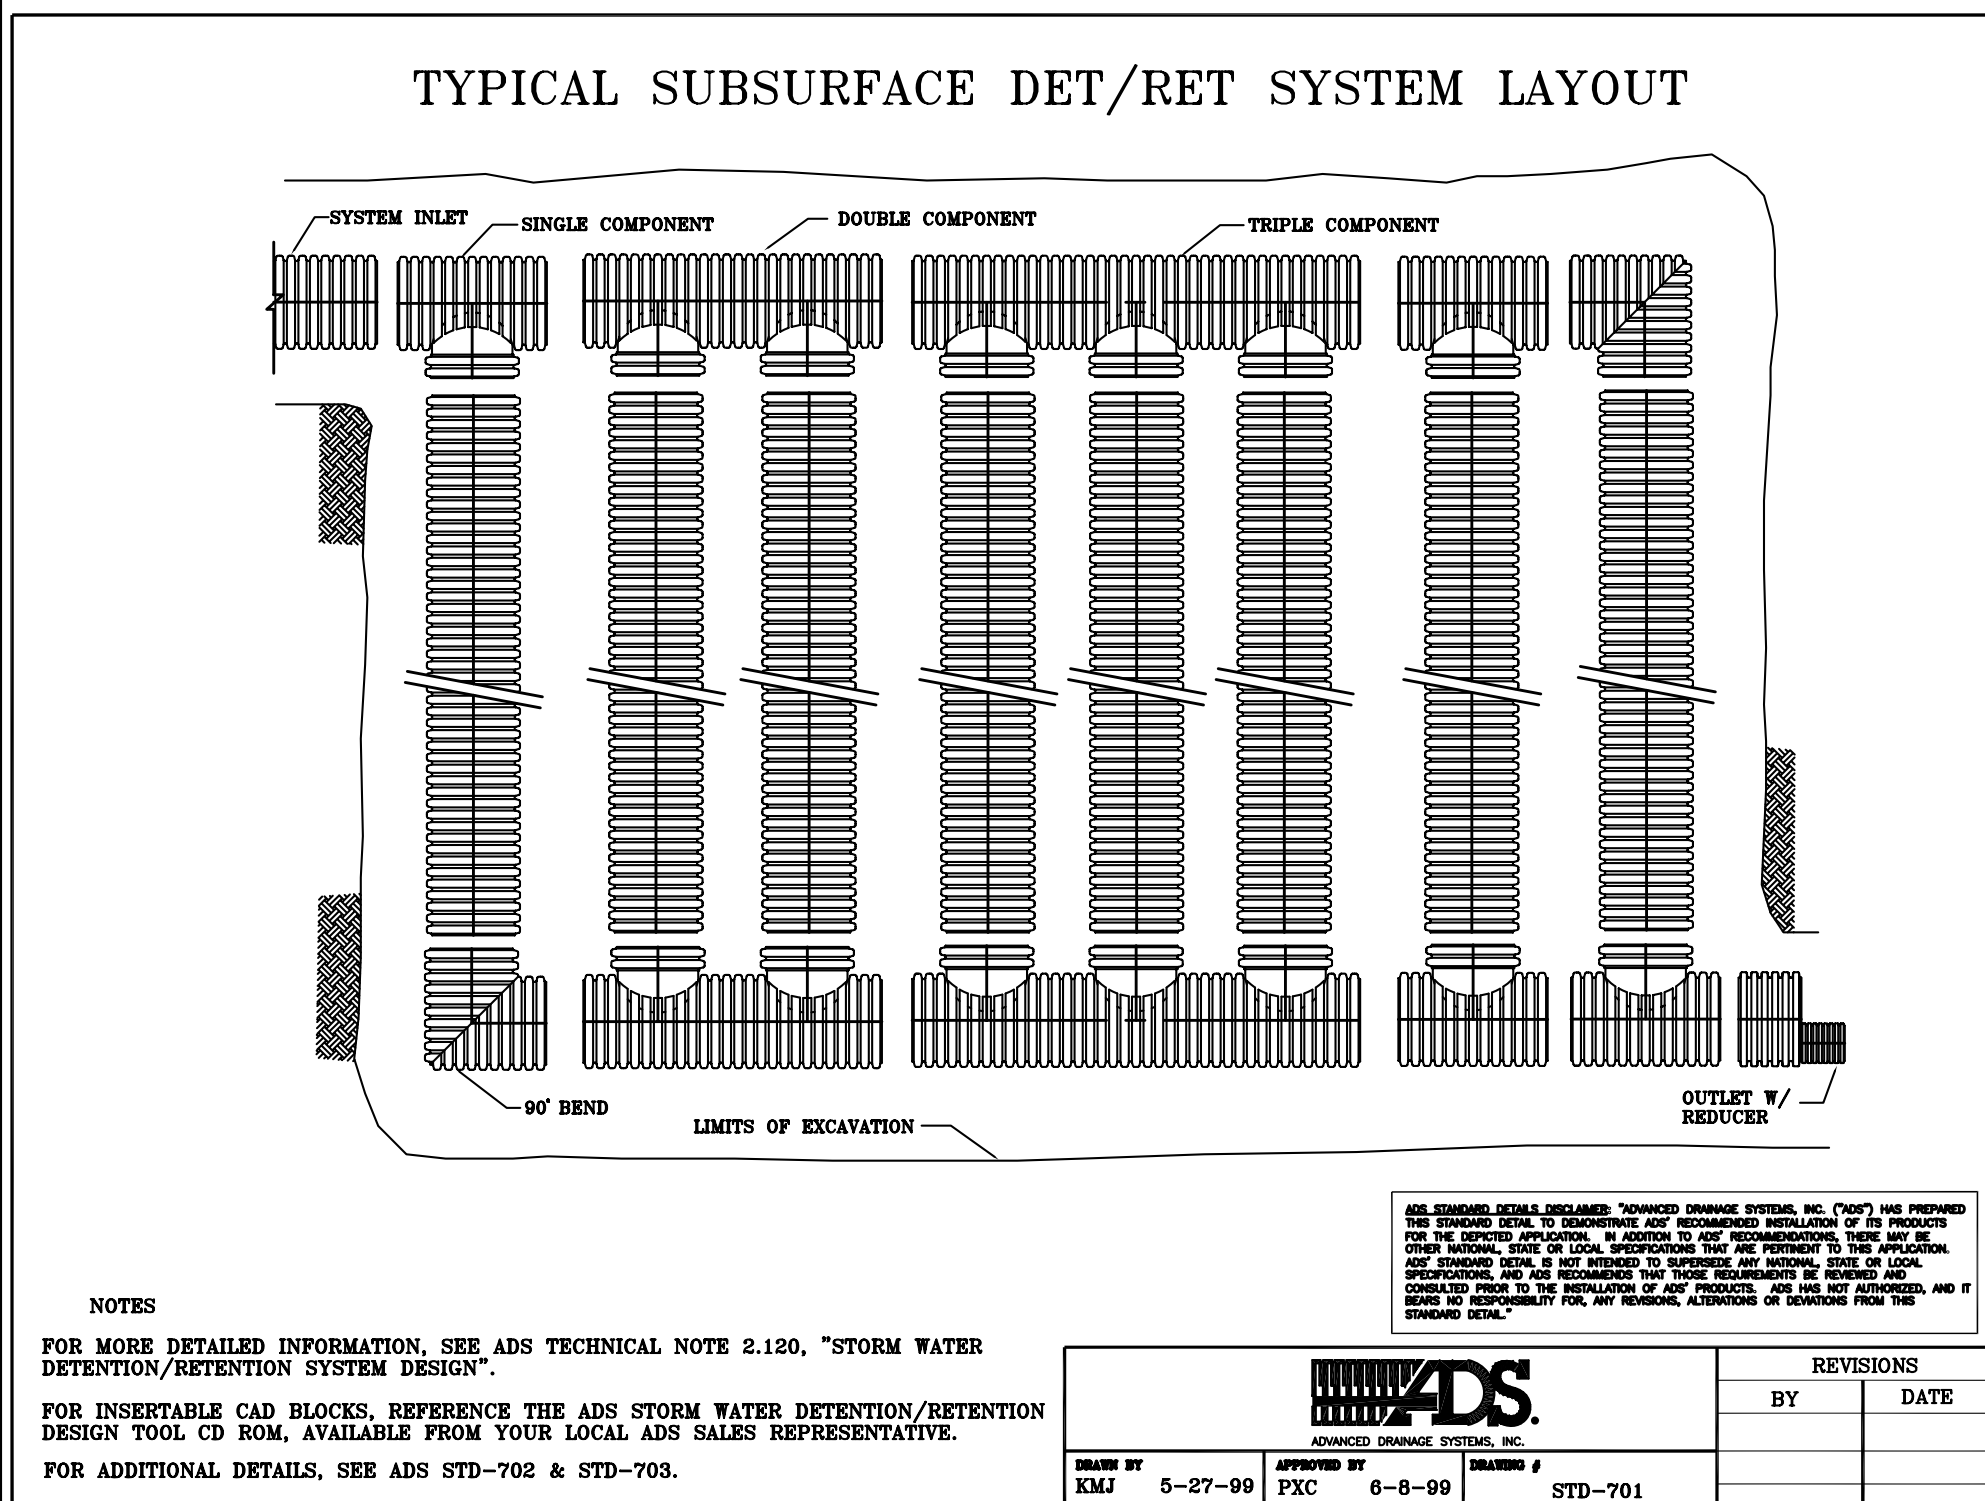 TYPICAL SUBSURFACE DET/RET SYSTEM LAYOUT
SYSTEM INLET
SINGLE COMPONENT
DOUBLE COMPONENT
TRIPLE COMPONENT
90° BEND
LIMITS OF EXCAVATION
OUTLET W/
REDUCER
ADS STANDARD DETAILS DISCLAIMER: "ADVANCED DRAINAGE SYSTEMS, INC. ("ADS") HAS PREPARED
THIS STANDARD DETAIL TO DEMONSTRATE ADS' RECOMMENDED INSTALLATION OF ITS PRODUCTS
FOR THE DEPICTED APPLICATION. IN ADDITION TO ADS' RECOMMENDATIONS, THERE MAY BE
OTHER NATIONAL, STATE OR LOCAL SPECIFICATIONS THAT ARE PERTINENT TO THIS APPLICATION.
ADS' STANDARD DETAIL IS NOT INTENDED TO SUPERSEDE ANY NATIONAL, STATE OR LOCAL
SPECIFICATIONS, AND ADS RECOMMENDS THAT THOSE REQUIREMENTS BE REVIEWED AND
CONSULTED PRIOR TO THE INSTALLATION OF ADS' PRODUCTS. ADS HAS NOT AUTHORIZED, AND IT
BEARS NO RESPONSIBILITY FOR, ANY REVISIONS, ALTERATIONS OR DEVIATIONS FROM THIS
STANDARD DETAIL."
NOTES
FOR MORE DETAILED INFORMATION, SEE ADS TECHNICAL NOTE 2.120, "STORM WATER
DETENTION/RETENTION SYSTEM DESIGN".
FOR INSERTABLE CAD BLOCKS, REFERENCE THE ADS STORM WATER DETENTION/RETENTION
DESIGN TOOL CD ROM, AVAILABLE FROM YOUR LOCAL ADS SALES REPRESENTATIVE.
FOR ADDITIONAL DETAILS, SEE ADS STD-702 & STD-703.
ADS.
ADVANCED DRAINAGE SYSTEMS, INC.
REVISIONS
BY DATE
DRAWN BY
KMJ 5-27-99
APPROVED BY
PXC 6-8-99
DRAWING #
STD-701